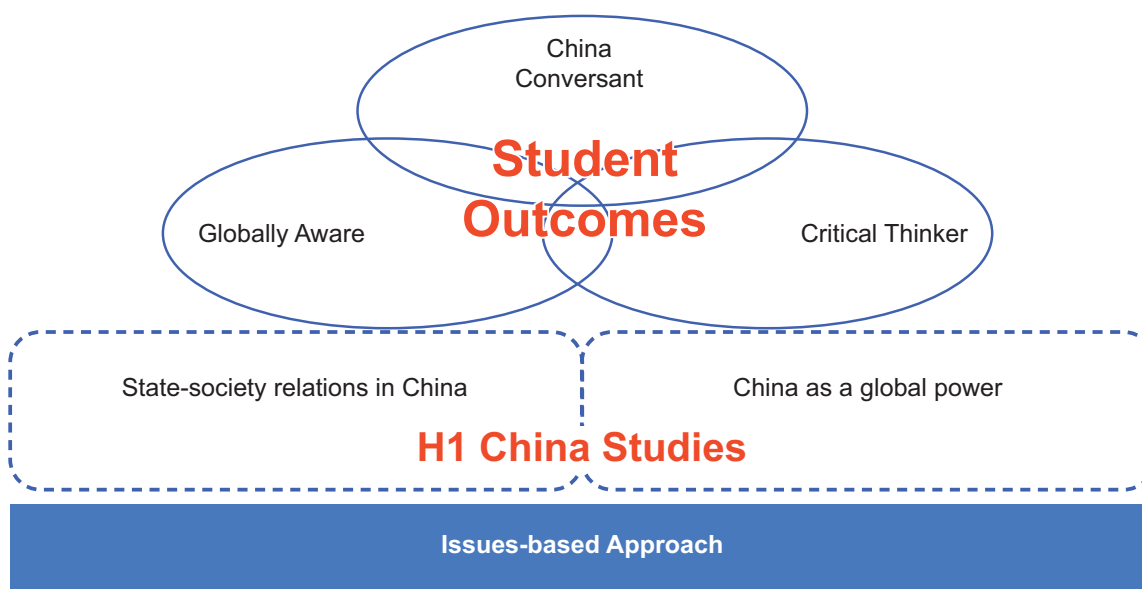 China
Conversant
Student
Outcomes
Globally Aware
Critical Thinker
State-society relations in China
China as a global power
H1 China Studies
Issues-based Approach